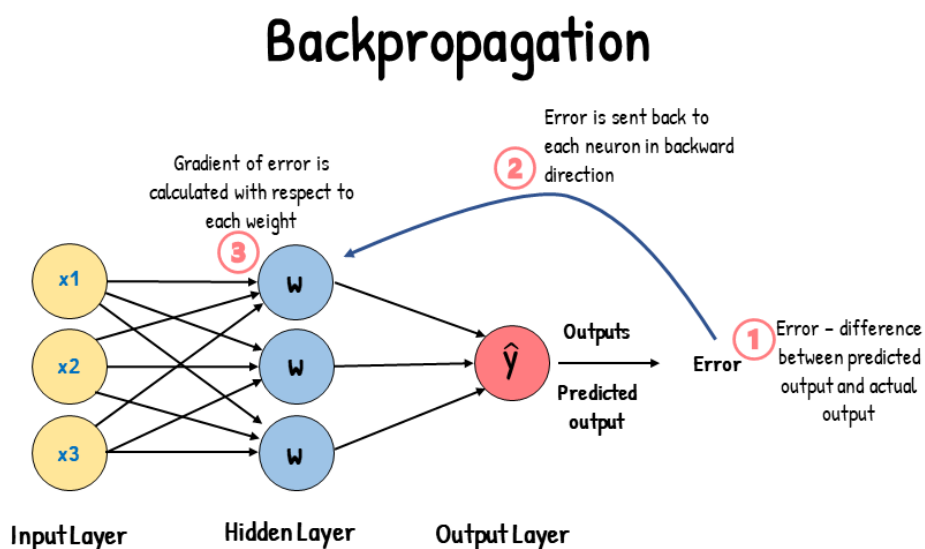 Backpropagation
Error is sent back to
each neuron in backward
direction
2
Gradient of error is
calculated with respect to
each weight
3
x1
x2
x3
w
w
w
ŷ
Outputs
Predicted
output
Error
1
Error - difference
between predicted
output and actual
output
Input Layer
Hidden Layer
Output Layer